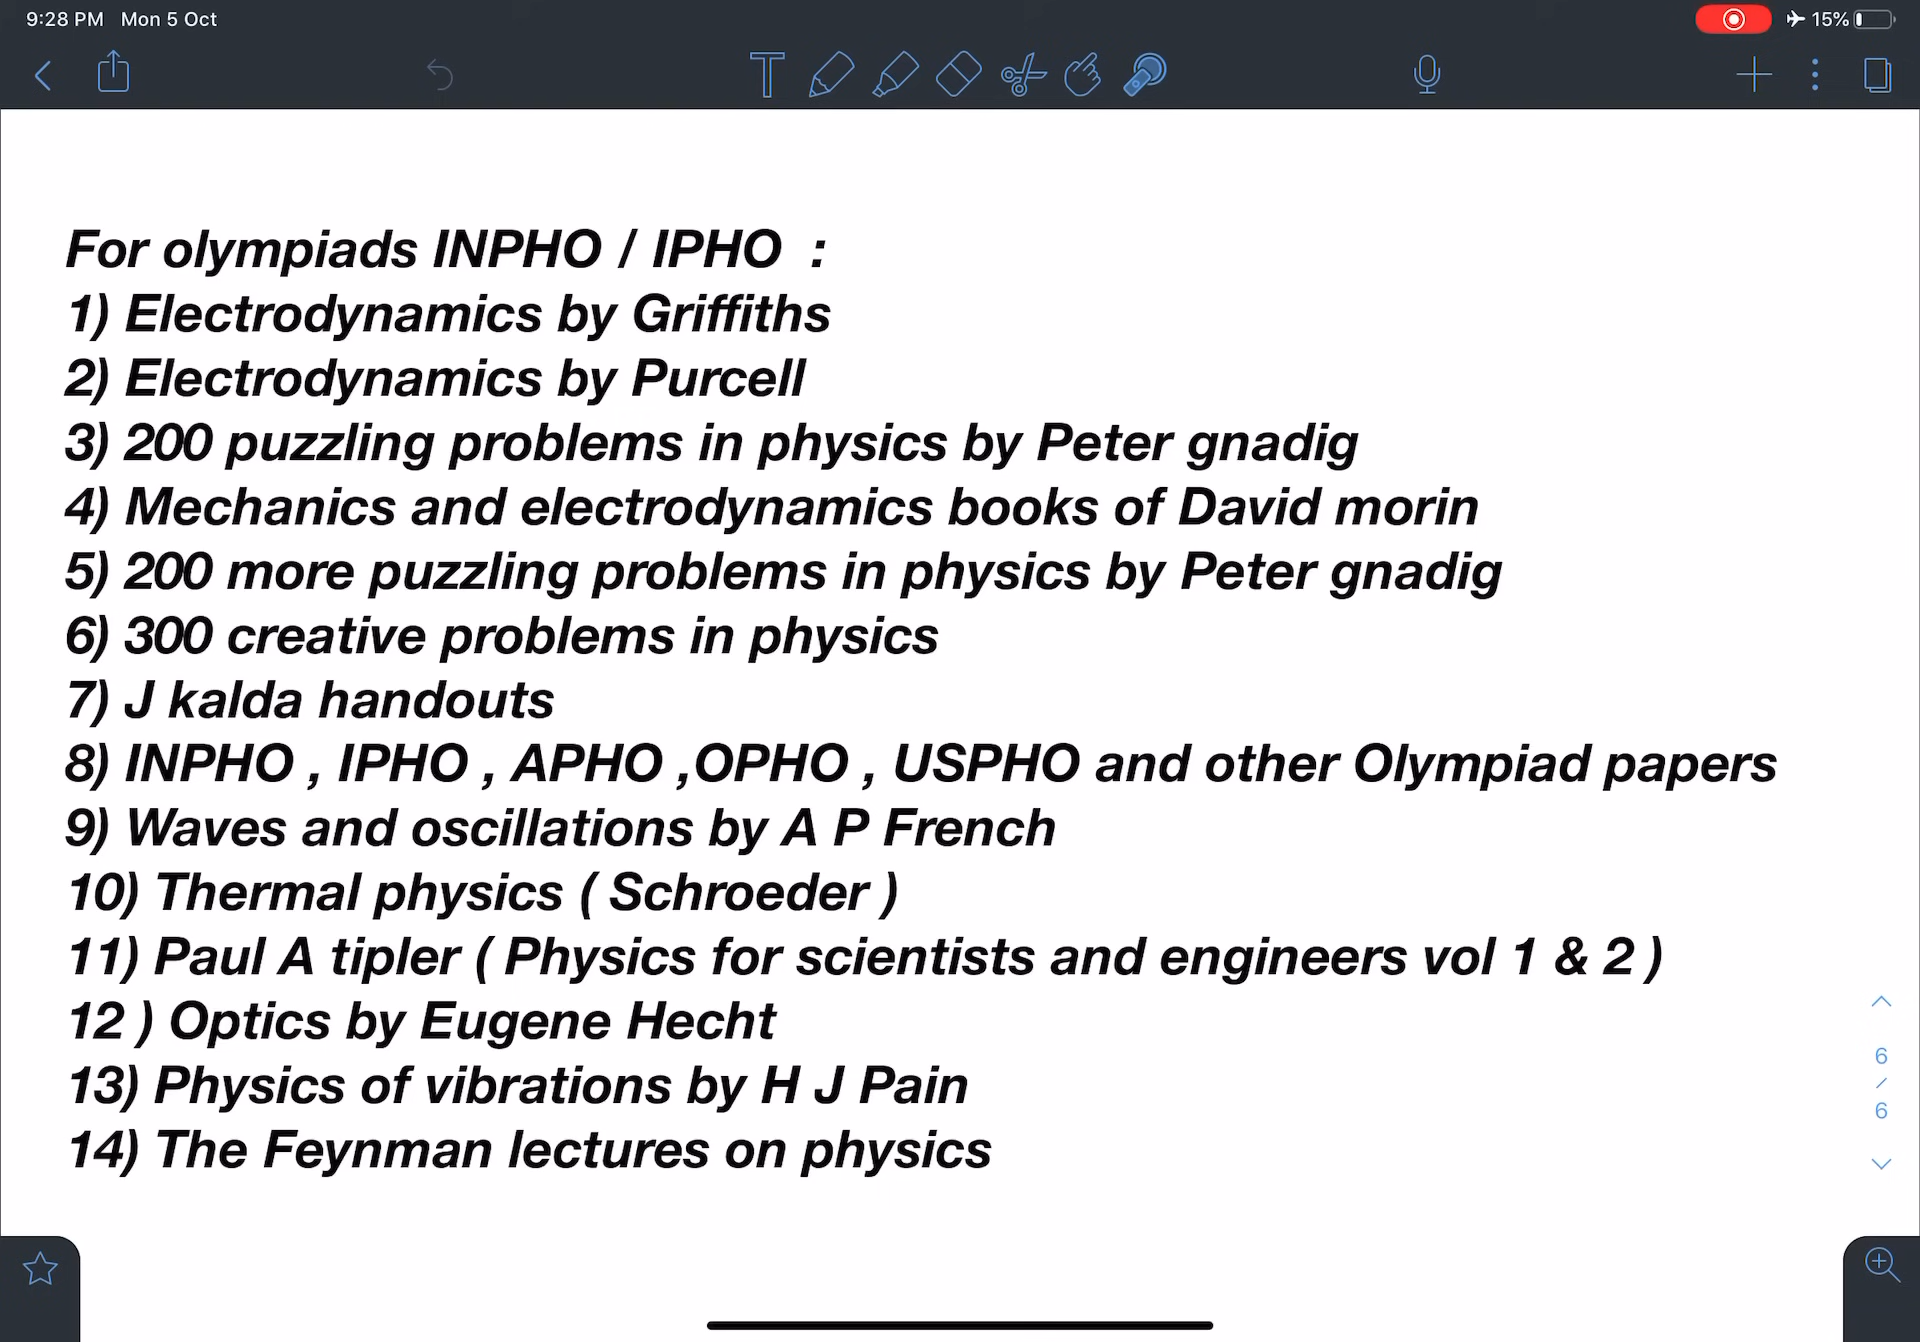 9:28 PM Mon 5 Oct
15%
For olympiads INPHO / IPHO :
1) Electrodynamics by Griffiths
2) Electrodynamics by Purcell
3) 200 puzzling problems in physics by Peter gnadig
4) Mechanics and electrodynamics books of David morin
5) 200 more puzzling problems in physics by Peter gnadig
6) 300 creative problems in physics
7) J kalda handouts
8) INPHO , IPHO , APHO ,OPHO , USPHO and other Olympiad papers
9) Waves and oscillations by A P French
10) Thermal physics ( Schroeder )
11) Paul A tipler ( Physics for scientists and engineers vol 1 & 2 )
12 ) Optics by Eugene Hecht
13) Physics of vibrations by H J Pain
14) The Feynman lectures on physics
6
/
6